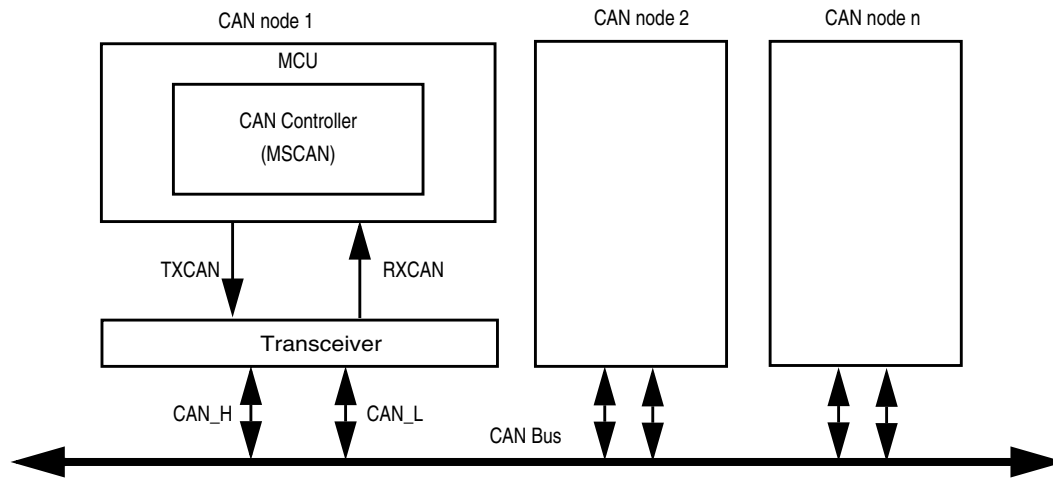 CAN node 1
CAN node 2
CAN node n
MCU
CAN Controller
(MSCAN)
TXCAN
RXCAN
Transceiver
CAN_H
CAN_L
CAN Bus